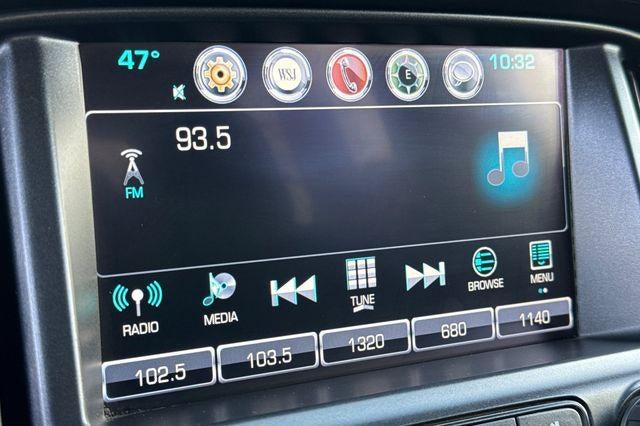 47°
WSJ
E
10:32
93.5
FM
RADIO
MEDIA
TUNE
BROWSE
MENU
102.5
103.5
1320
680
1140